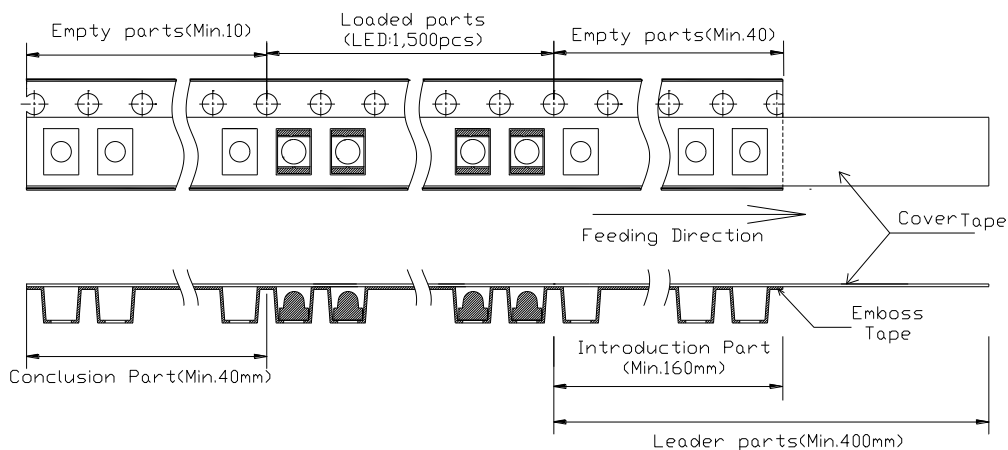 Empty parts(Min.10)
Loaded parts
(LED:1,500pcs)
Empty parts(Min.40)
Feeding Direction
CoverTape
Emboss
Tape
Conclusion Part(Min.40mm)
Introduction Part
(Min.160mm)
Leader parts(Min.400mm)